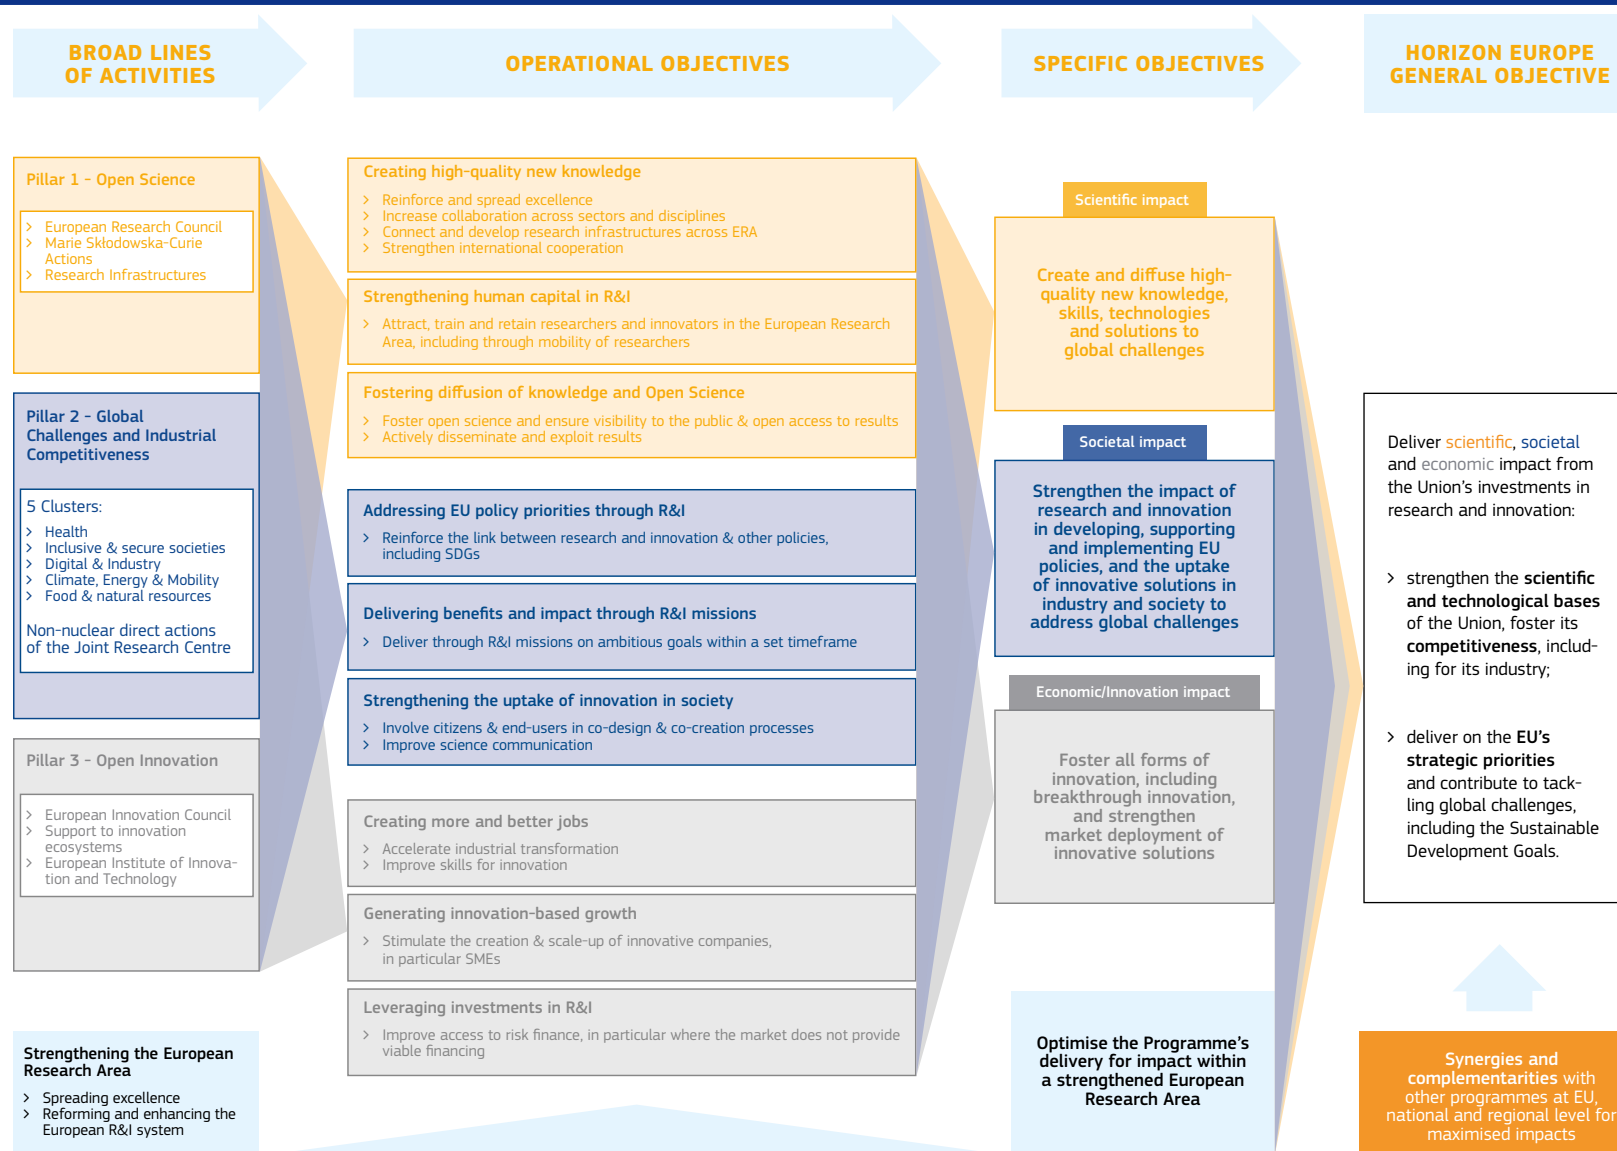 BROAD LINES
OF ACTIVITIES
OPERATIONAL OBJECTIVES
SPECIFIC OBJECTIVES
HORIZON EUROPE
GENERAL OBJECTIVE
Pillar 1 - Open Science
> European Research Council
> Marie Skłodowska-Curie
Actions
> Research Infrastructures
Pillar 2 - Global
Challenges and Industrial
Competitiveness
5 Clusters:
> Health
> Inclusive & secure societies
> Digital & Industry
> Climate, Energy & Mobility
> Food & natural resources
Non-nuclear direct actions
of the Joint Research Centre
Pillar 3 - Open Innovation
> European Innovation Council
> Support to innovation
ecosystems
> European Institute of Innova-
tion and Technology
Strengthening the European
Research Area
> Spreading excellence
> Reforming and enhancing the
European R&I system
Creating high-quality new knowledge
> Reinforce and spread excellence
> Increase collaboration across sectors and disciplines
> Connect and develop research infrastructures across ERA
> Strengthen international cooperation
Strengthening human capital in R&I
> Attract, train and retain researchers and innovators in the European Research
Area, including through mobility of researchers
Fostering diffusion of knowledge and Open Science
> Foster open science and ensure visibility to the public & open access to results
> Actively disseminate and exploit results
Addressing EU policy priorities through R&I
> Reinforce the link between research and innovation & other policies,
including SDGs
Delivering benefits and impact through R&I missions
> Deliver through R&I missions on ambitious goals within a set timeframe
Strengthening the uptake of innovation in society
> Involve citizens & end-users in co-design & co-creation processes
> Improve science communication
Creating more and better jobs
> Accelerate industrial transformation
> Improve skills for innovation
Generating innovation-based growth
> Stimulate the creation & scale-up of innovative companies,
in particular SMEs
Leveraging investments in R&I
> Improve access to risk finance, in particular where the market does not provide
viable financing
Scientific impact
Create and diffuse high-
quality new knowledge,
skills, technologies
and solutions to
global challenges
Societal impact
Strengthen the impact of
research and innovation
in developing, supporting
and implementing EU
policies, and the uptake
of innovative solutions in
industry and society to
address global challenges
Economic/Innovation impact
Foster all forms of
innovation, including
breakthrough innovation,
and strengthen
market deployment of
innovative solutions
Optimise the Programme's
delivery for impact within
a strengthened European
Research Area
Deliver scientific, societal
and economic impact from
the Union's investments in
research and innovation:
> strengthen the scientific
and technological bases
of the Union, foster its
competitiveness, includ-
ing for its industry;
> deliver on the EU's
strategic priorities
and contribute to tack-
ling global challenges,
including the Sustainable
Development Goals.
Synergies and
complementarities with
other programmes at EU,
national and regional level for
maximised impacts